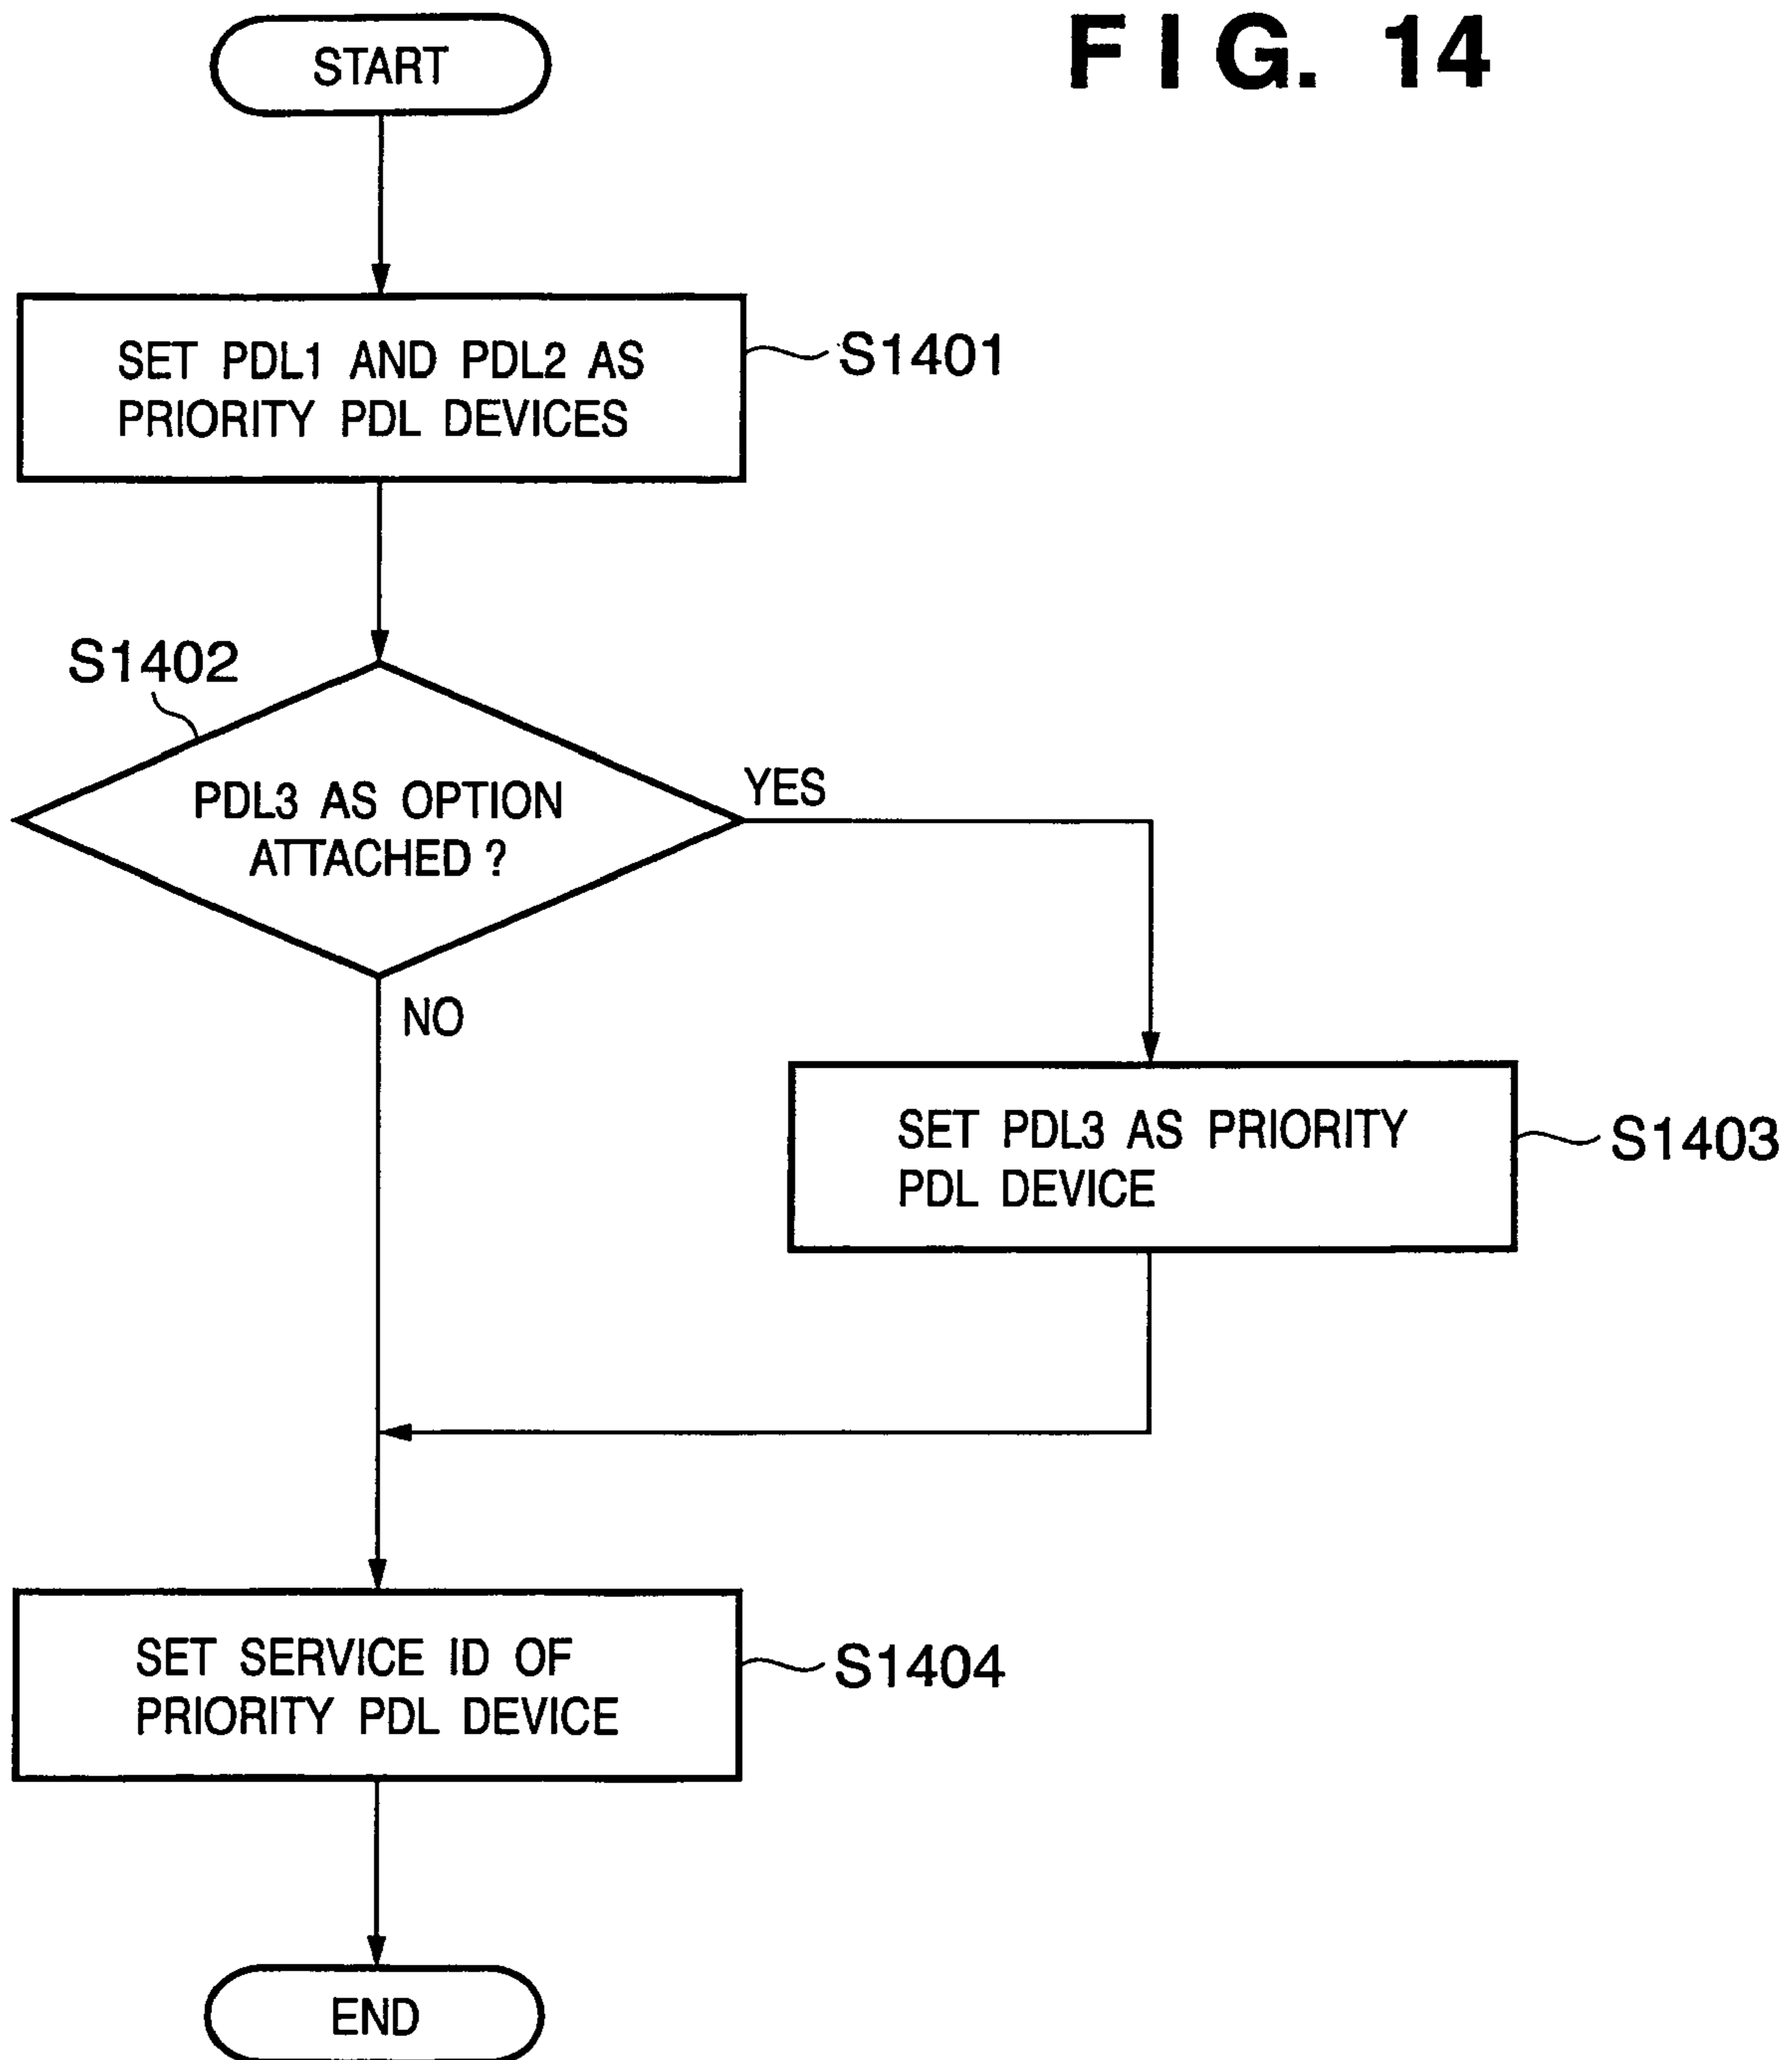 FIG. 14
START
SET PDL1 AND PDL2 AS
PRIORITY PDL DEVICES
S1401
S1402
PDL3 AS OPTION
ATTACHED ?
YES
NO
SET PDL3 AS PRIORITY
PDL DEVICE
S1403
SET SERVICE ID OF
PRIORITY PDL DEVICE
S1404
END